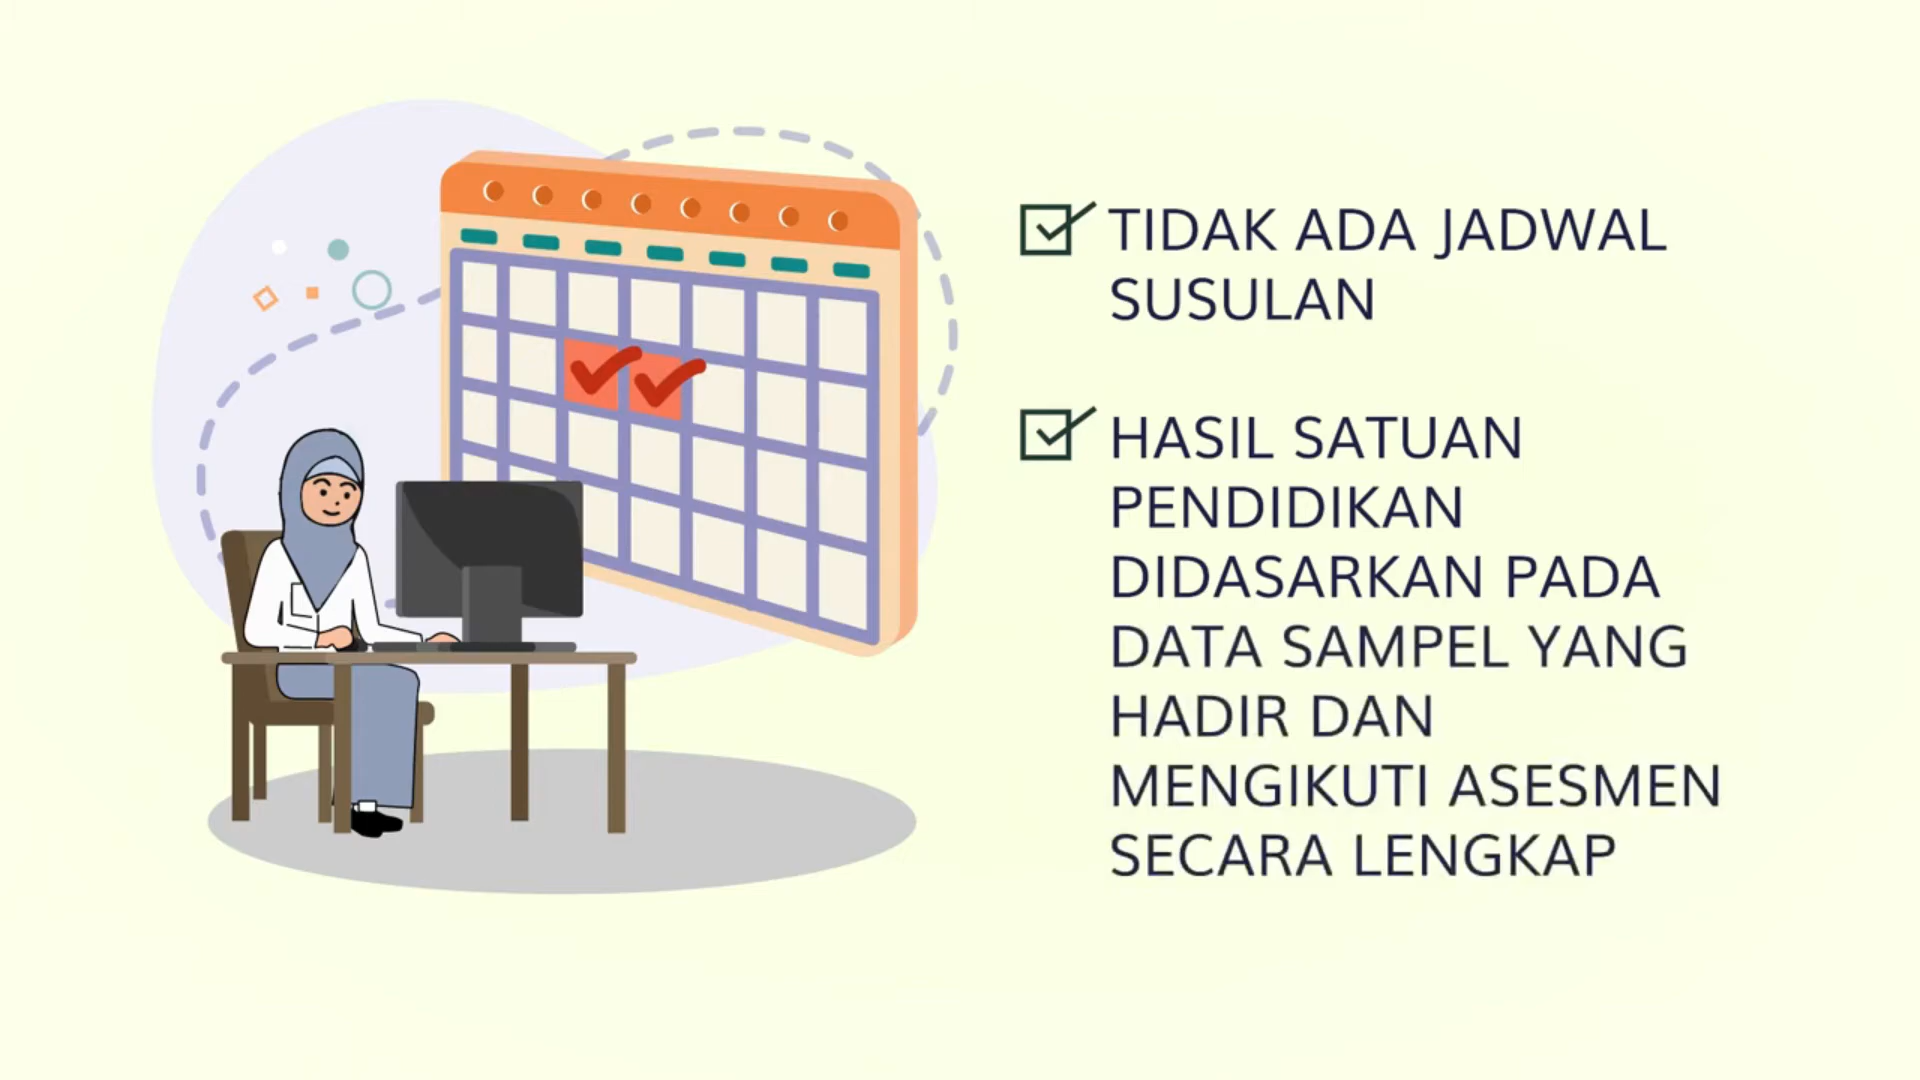 TIDAK ADA JADWAL
SUSULAN
HASIL SATUAN
PENDIDIKAN
DIDASARKAN PADA
DATA SAMPEL YANG
HADIR DAN
MENGIKUTI ASESMEN
SECARA LENGKAP